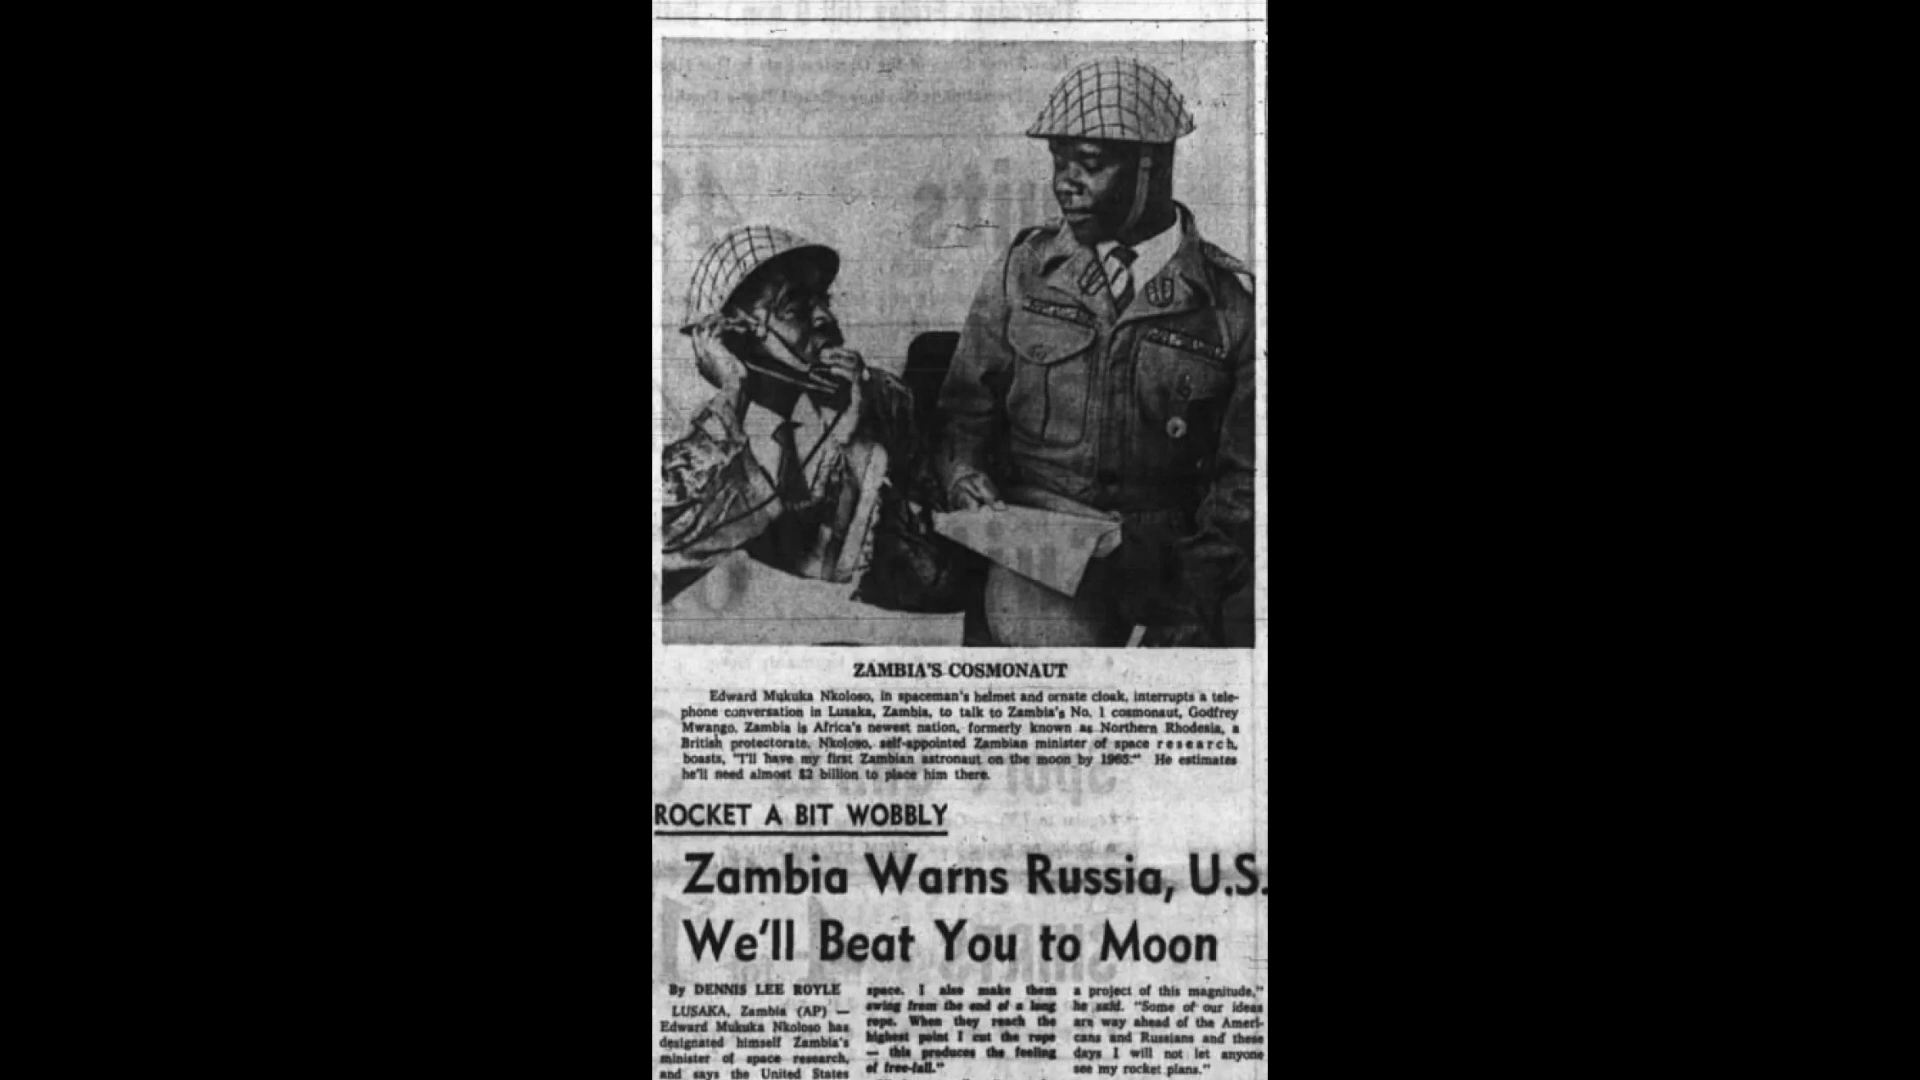 ZAMBIA'S COSMONAUT
Edward Mukuka Nkoloso, in spaceman's helmet and ornate cloak, interrupts a tele-
phone conversation in Lusaka, Zambia, to talk to Zambia's No. 1 cosmonaut, Godfrey
Mwango. Zambia is Africa's newest nation, formerly known as Northern Rhodesia, a
British protectorate. Nkoloso, self-appointed Zambian minister of space research,
boasts, "I'll have my first Zambian astronaut on the moon by 1965." He estimates
he'll need almost $2 billion to place him there.
ROCKET A BIT WOBBLY
Zambia Warns Russia, U.S.
We'll Beat You to Moon
By DENNIS LEE ROYLE
LUSAKA, Zambia (AP) —
Edward Mukuka Nkoloso has
designated himself Zambia's
minister of space research,
and says the United States
space. I also make them
swing from the end of a long
rope. When they reach the
highest point I cut the rope
— this produces the feeling
of free-fall."
a project of this magnitude,"
he said. "Some of our ideas
are way ahead of the Ameri-
cans and Russians and these
days I will not let anyone
see my rocket plans."